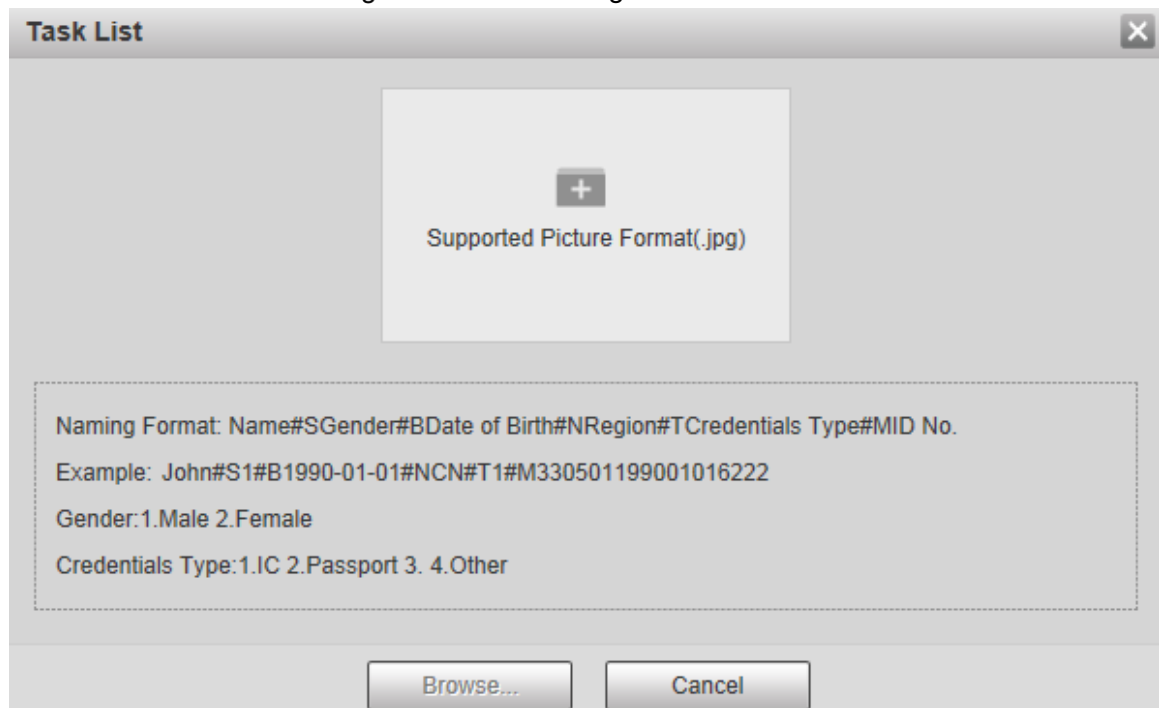 Task List
Supported Picture Format(.jpg)
Naming Format: Name#SGender#BDate of Birth#NRegion#TCredentials Type#MID No.
Example: John#S1#B1990-01-01#NCN#T1#M330501199001016222
Gender:1.Male 2.Female
Credentials Type:1.IC 2.Passport 3. 4.Other
Browse...
Cancel